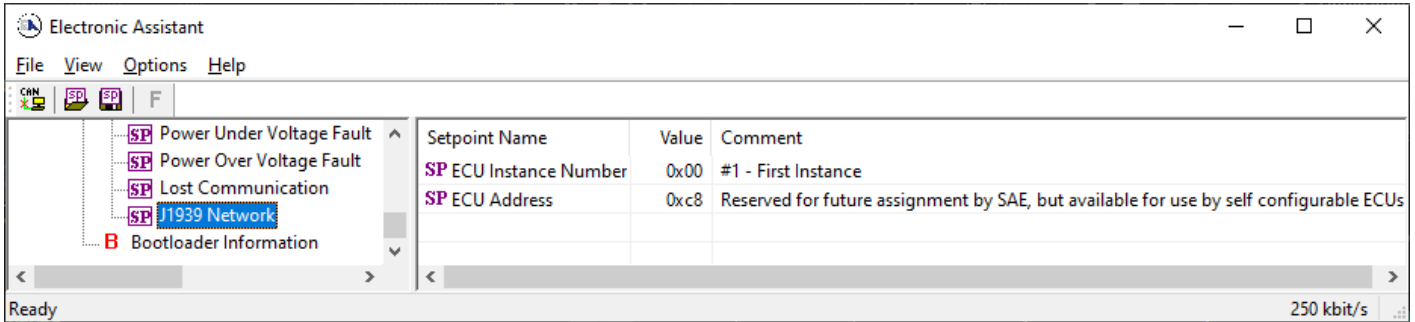 Electronic Assistant
File View Options Help
CAN SP SP F
SP Power Under Voltage Fault
SP Power Over Voltage Fault
SP Lost Communication
SP J1939 Network
B Bootloader Information
Setpoint Name Value Comment
SP ECU Instance Number 0x00 #1 - First Instance
SP ECU Address 0xc8 Reserved for future assignment by SAE, but available for use by self configurable ECUs
Ready 250 kbit/s